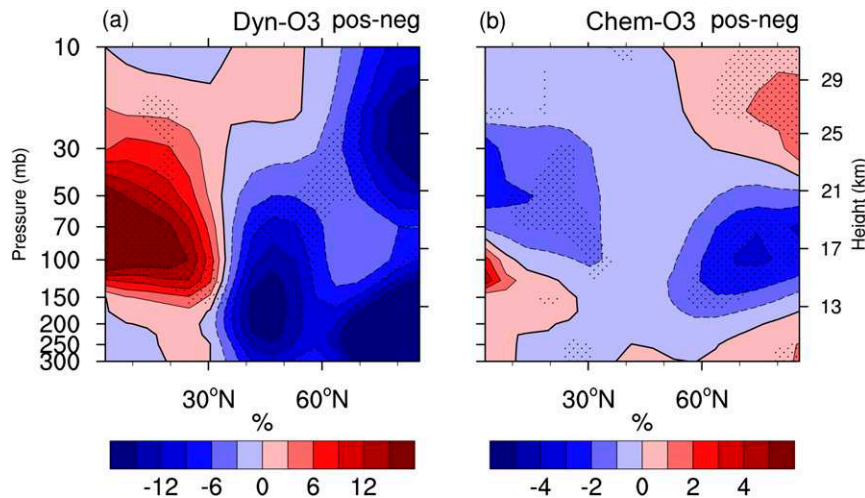 (a) Dyn-O3 pos-neg
(b) Chem-O3 pos-neg
Pressure (mb)
10
30
50
70
100
150
200
250
300
30°N 60°N
%
-12 -6 0 6 12
29
25
21
17
13
Height (km)
30°N 60°N
%
-4 -2 0 2 4